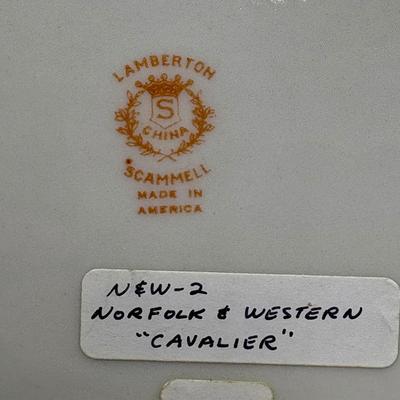 LAMBERTON
S
CHINA
SCAMMELL
MADE IN
AMERICA
N&W-2
NORFOLK & WESTERN
"CAVALIER"